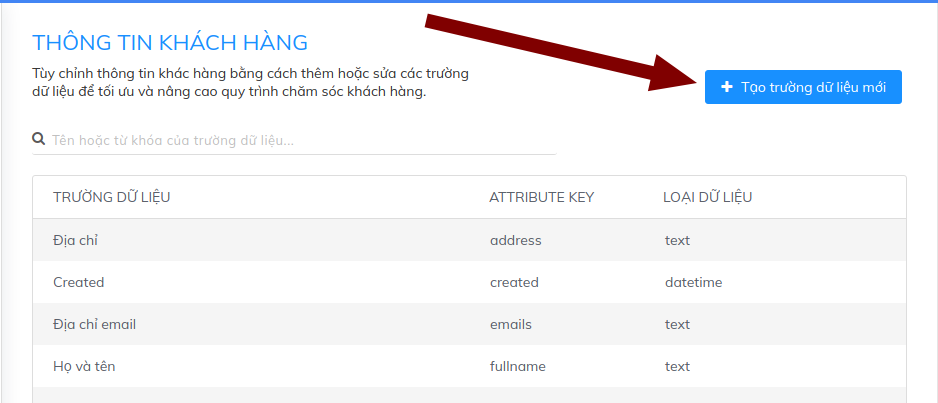 THÔNG TIN KHÁCH HÀNG
Tùy chỉnh thông tin khác hàng bằng cách thêm hoặc sửa các trường
dữ liệu để tối ưu và nâng cao quy trình chăm sóc khách hàng.
+ Tạo trường dữ liệu mới
Tên hoặc từ khóa của trường dữ liệu...
TRƯỜNG DỮ LIỆU ATTRIBUTE KEY LOẠI DỮ LIỆU
Địa chỉ address text
Created created datetime
Địa chỉ email emails text
Họ và tên fullname text